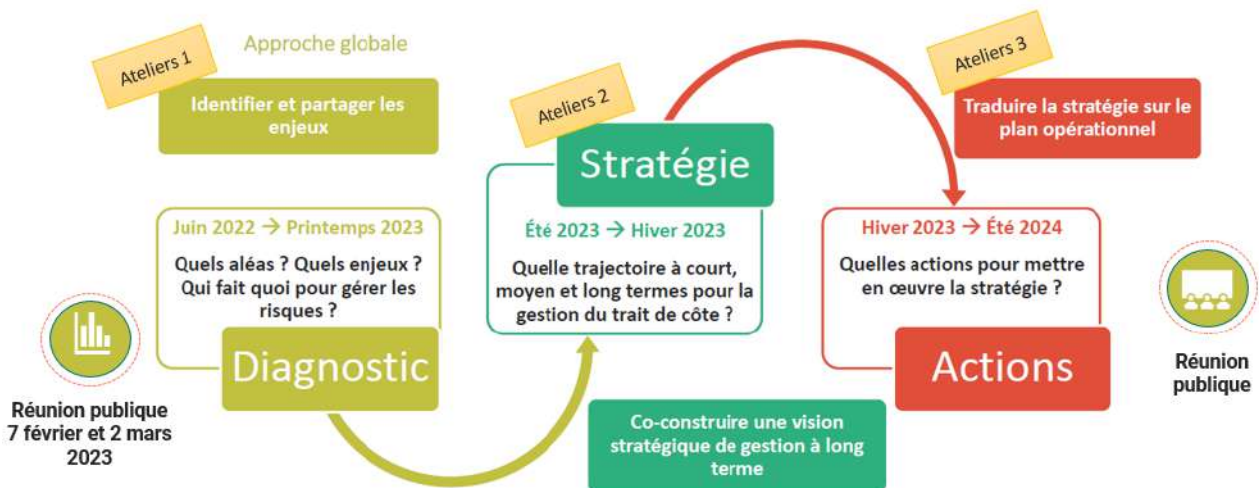 Approche globale
Ateliers 1
Identifier et partager les
enjeux
Juin 2022 → Printemps 2023
Quels aléas ? Quels enjeux ?
Qui fait quoi pour gérer les
risques ?
Diagnostic
Réunion publique
7 février et 2 mars
2023
Ateliers 2
Stratégie
Été 2023 → Hiver 2023
Quelle trajectoire à court,
moyen et long termes pour la
gestion du trait de côte ?
Co-construire une vision
stratégique de gestion à long
terme
Ateliers 3
Traduire la stratégie sur le
plan opérationnel
Hiver 2023 → Été 2024
Quelles actions pour mettre
en œuvre la stratégie ?
Actions
Réunion
publique